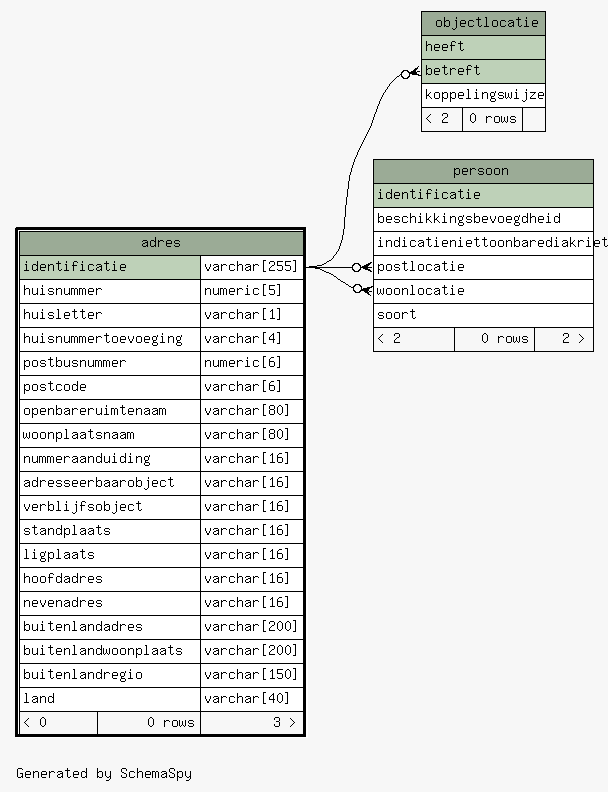 objectlocatie
heeft
betreft
koppelingswijze
< 2 0 rows
persoon
identificatie
beschikkingsbevoegdheid
indicatieniettoonbarediakriet
postlocatie
woonlocatie
soort
< 2 0 rows 2 >
adres
identificatie varchar[255]
huisnummer numeric[5]
huisletter varchar[1]
huisnummertoevoeging varchar[4]
postbusnummer numeric[6]
postcode varchar[6]
openbareruimtenaam varchar[80]
woonplaatsnaam varchar[80]
nummeraanduiding varchar[16]
adresseerbaarobject varchar[16]
verblijfsobject varchar[16]
standplaats varchar[16]
ligplaats varchar[16]
hoofdadres varchar[16]
nevenadres varchar[16]
buitenlandadres varchar[200]
buitenlandwoonplaats varchar[200]
buitenlandregio varchar[150]
land varchar[40]
< 0 0 rows 3 >
Generated by SchemaSpy